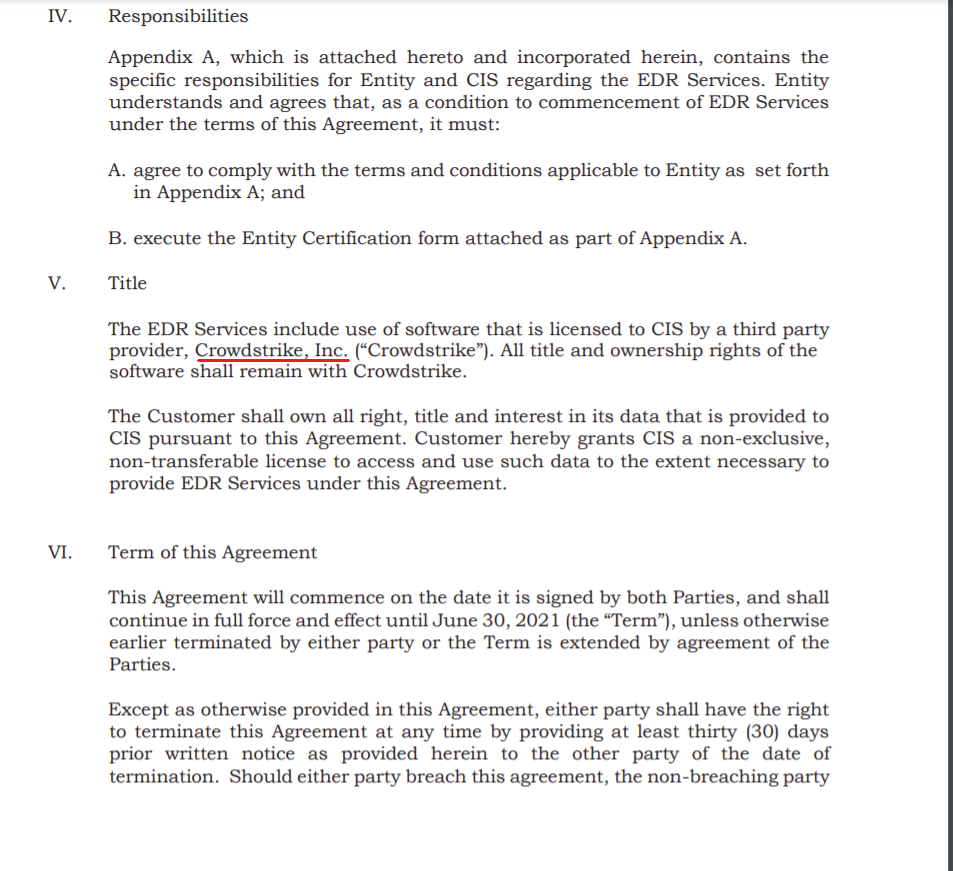 IV. Responsibilities
Appendix A, which is attached hereto and incorporated herein, contains the
specific responsibilities for Entity and CIS regarding the EDR Services. Entity
understands and agrees that, as a condition to commencement of EDR Services
under the terms of this Agreement, it must:
A. agree to comply with the terms and conditions applicable to Entity as set forth
in Appendix A; and
B. execute the Entity Certification form attached as part of Appendix A.
V. Title
The EDR Services include use of software that is licensed to CIS by a third party
provider, Crowdstrike, Inc. (“Crowdstrike”). All title and ownership rights of the
software shall remain with Crowdstrike.
The Customer shall own all right, title and interest in its data that is provided to
CIS pursuant to this Agreement. Customer hereby grants CIS a non-exclusive,
non-transferable license to access and use such data to the extent necessary to
provide EDR Services under this Agreement.
VI. Term of this Agreement
This Agreement will commence on the date it is signed by both Parties, and shall
continue in full force and effect until June 30, 2021 (the “Term”), unless otherwise
earlier terminated by either party or the Term is extended by agreement of the
Parties.
Except as otherwise provided in this Agreement, either party shall have the right
to terminate this Agreement at any time by providing at least thirty (30) days
prior written notice as provided herein to the other party of the date of
termination. Should either party breach this agreement, the non-breaching party